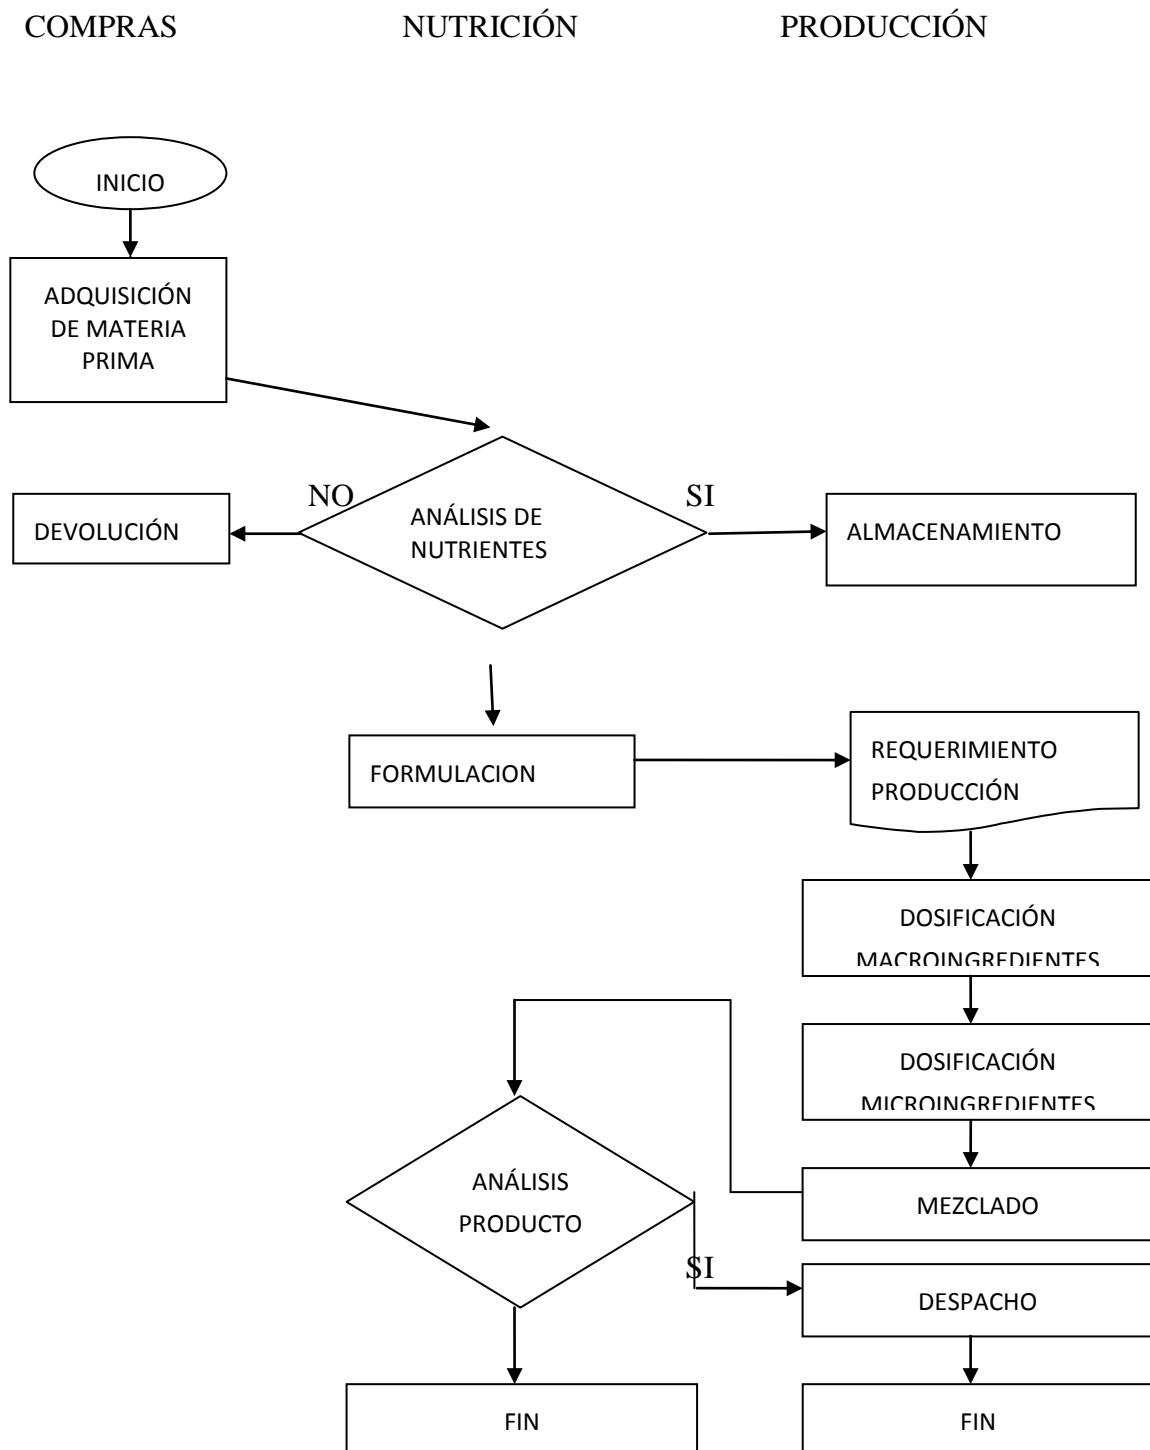 COMPRAS NUTRICIÓN PRODUCCIÓN
INICIO
ADQUISICIÓN
DE MATERIA
PRIMA
NO
SI
DEVOLUCIÓN
ANÁLISIS DE
NUTRIENTES
ALMACENAMIENTO
FORMULACION
REQUERIMIENTO
PRODUCCIÓN
DOSIFICACIÓN
MACROINGREDIENTES
DOSIFICACIÓN
MICROINGREDIENTES
ANÁLISIS
PRODUCTO
MEZCLADO
SI
DESPACHO
FIN
FIN